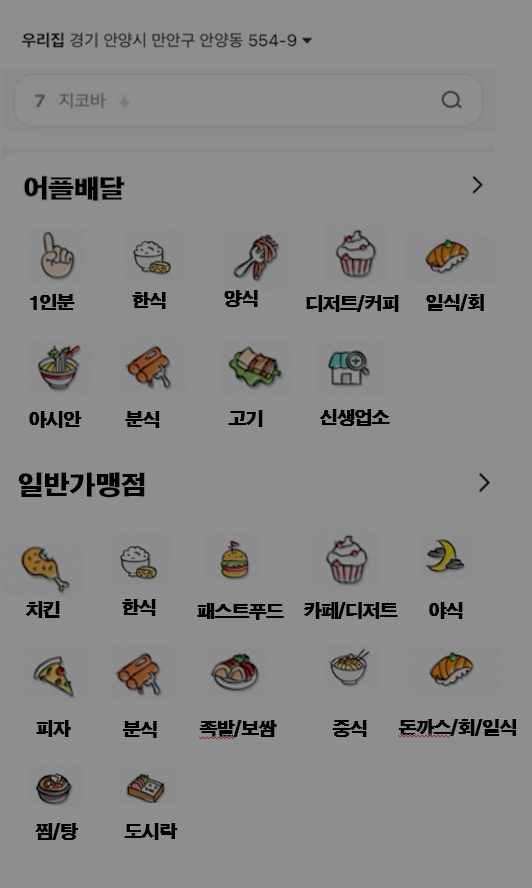 우리집 경기 안양시 만안구 안양동 554-9
7 지코바
어플배달
1인분 한식 양식 디저트/커피 일식/회
아시안 분식 고기 신생업소
일반가맹점
치킨 한식 패스트푸드 카페/디저트 야식
피자 분식 족발/보쌈 중식 돈까스/회/일식
찜/탕 도시락